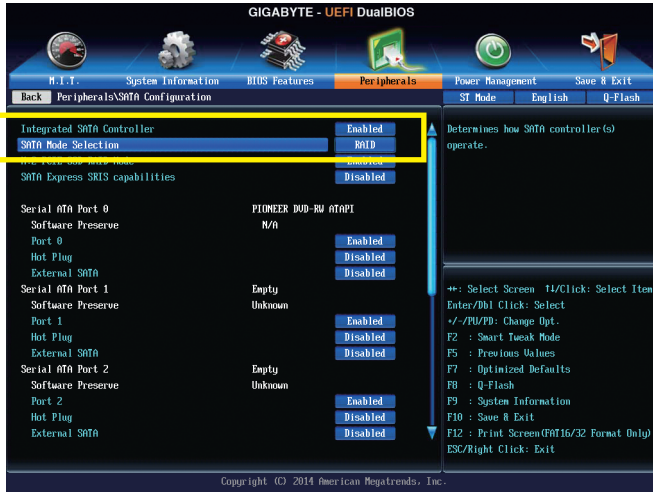 GIGABYTE - UEFI DualBIOS
M.I.T. System Information BIOS Features Peripherals Power Management Save & Exit
Back Peripherals\SATA Configuration ST Mode English Q-Flash
Integrated SATA Controller Enabled
SATA Mode Selection RAID
M.2 PCIE SSD RAID Mode Enabled
SATA Express SRIS capabilities Disabled
Serial ATA Port 0 PIONEER DVD-RW ATAPI
Software Preserve N/A
Port 0 Enabled
Hot Plug Disabled
External SATA Disabled
Serial ATA Port 1 Empty
Software Preserve Unknown
Port 1 Enabled
Hot Plug Disabled
External SATA Disabled
Serial ATA Port 2 Empty
Software Preserve Unknown
Port 2 Enabled
Hot Plug Disabled
External SATA Disabled
Determines how SATA controller(s)
operate.
→←: Select Screen ↑↓/Click: Select Item
Enter/Dbl Click: Select
+/-/PU/PD: Change Opt.
F2 : Smart Tweak Mode
F5 : Previous Values
F7 : Optimized Defaults
F8 : Q-Flash
F9 : System Information
F10 : Save & Exit
F12 : Print Screen(FAT16/32 Format Only)
ESC/Right Click: Exit
Copyright (C) 2014 American Megatrends, Inc.